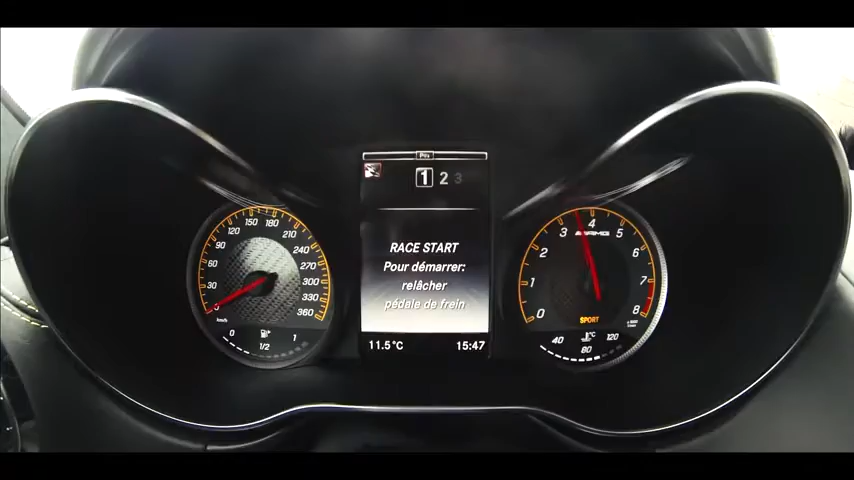 1 2 3
RACE START
Pour démarrer:
relâcher
pédale de frein
11.5°C 15:47
0 30 60 90 120 150 180 210 240 270 300 330 360
km/h
0 1/2 1
0 1 2 3 4 5 6 7 8
AMG
SPORT
°C
40 80 120